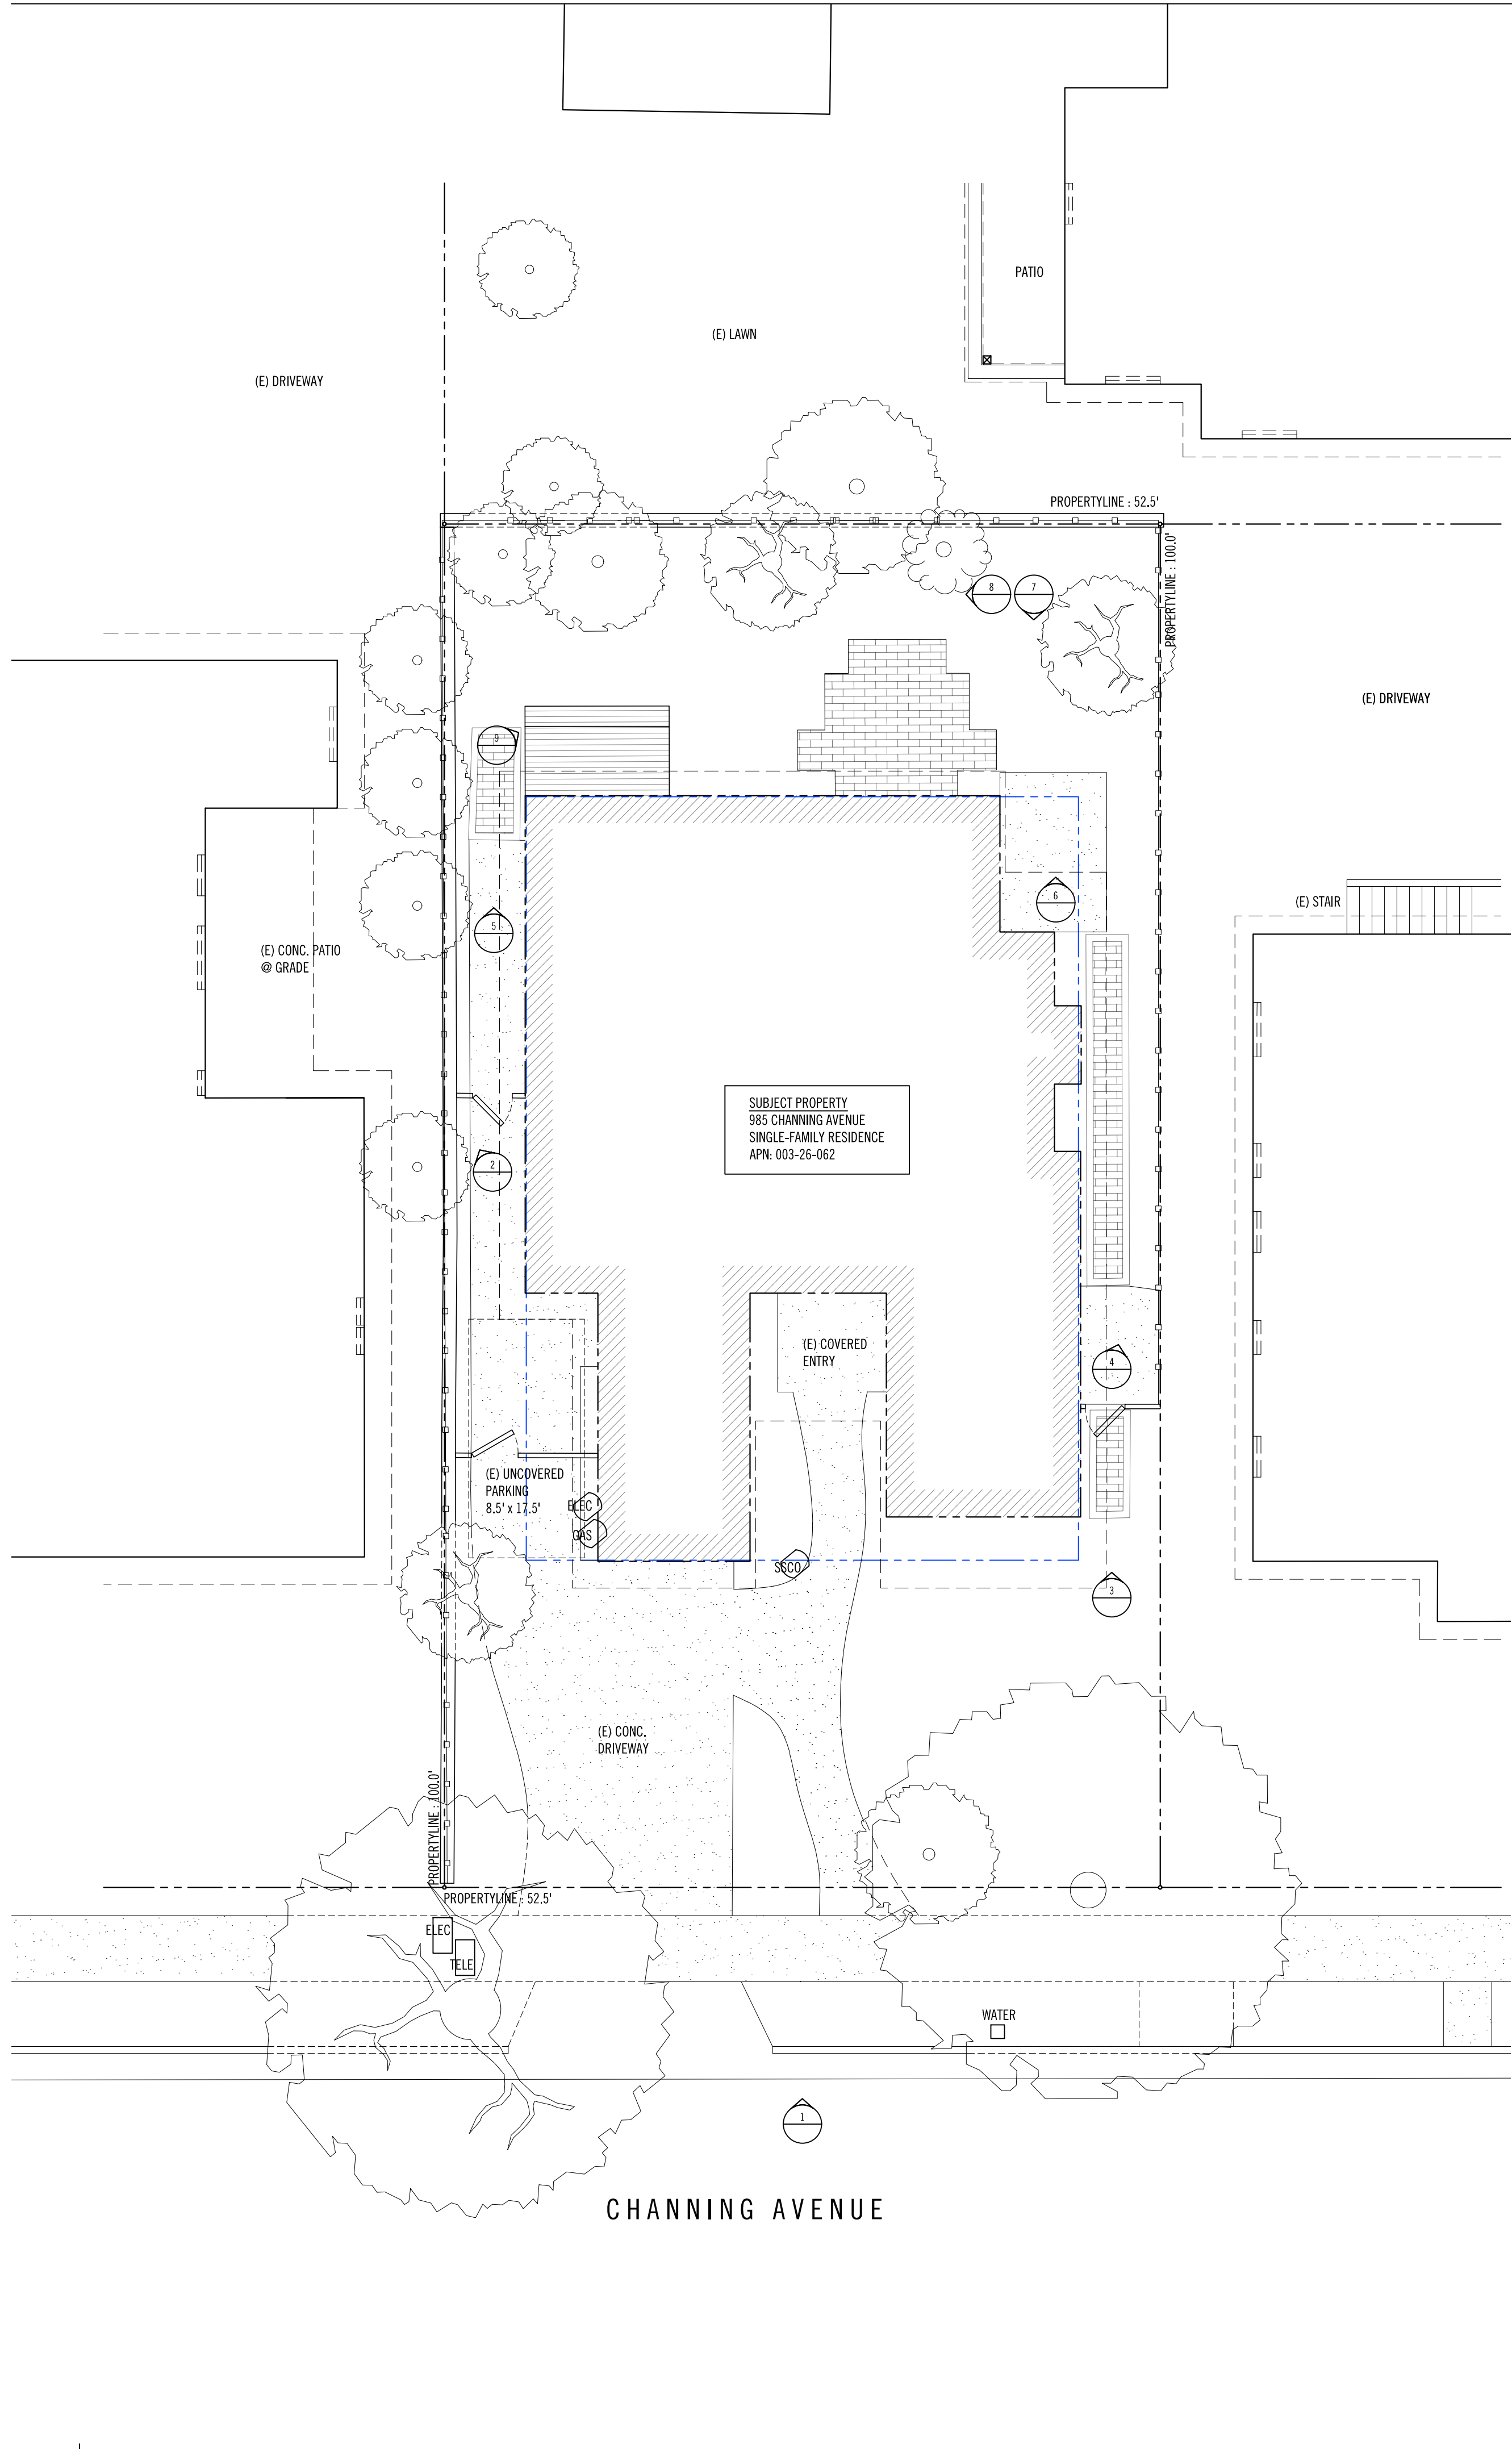 PATIO
(E) LAWN
(E) DRIVEWAY
PROPERTYLINE : 52.5'
PROPERTYLINE : 100.0'
8
7
(E) DRIVEWAY
9
6
(E) STAIR
5
(E) CONC. PATIO
@ GRADE
SUBJECT PROPERTY
985 CHANNING AVENUE
SINGLE-FAMILY RESIDENCE
APN: 003-26-062
2
(E) COVERED
ENTRY
4
(E) UNCOVERED
PARKING
8.5' x 17.5'
ELEC
GAS
SSCO
3
(E) CONC.
DRIVEWAY
PROPERTYLINE : 100.0'
PROPERTYLINE : 52.5'
ELEC
TELE
WATER
1
CHANNING AVENUE